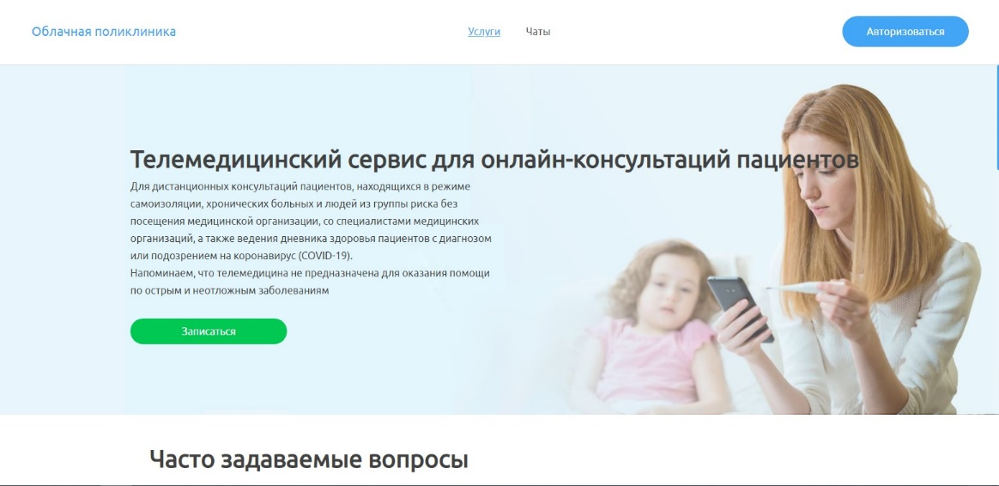 Облачная поликлиника
Услуги
Чаты
Авторизоваться
Телемедицинский сервис для онлайн-консультаций пациентов
Для дистанционных консультаций пациентов, находящихся в режиме
самоизоляции, хронических больных и людей из группы риска без
посещения медицинской организации, со специалистами медицинских
организаций, а также ведения дневника здоровья пациентов с диагнозом
или подозрением на коронавирус (COVID-19).
Напоминаем, что телемедицина не предназначена для оказания помощи
по острым и неотложным заболеваниям
Записаться
Часто задаваемые вопросы